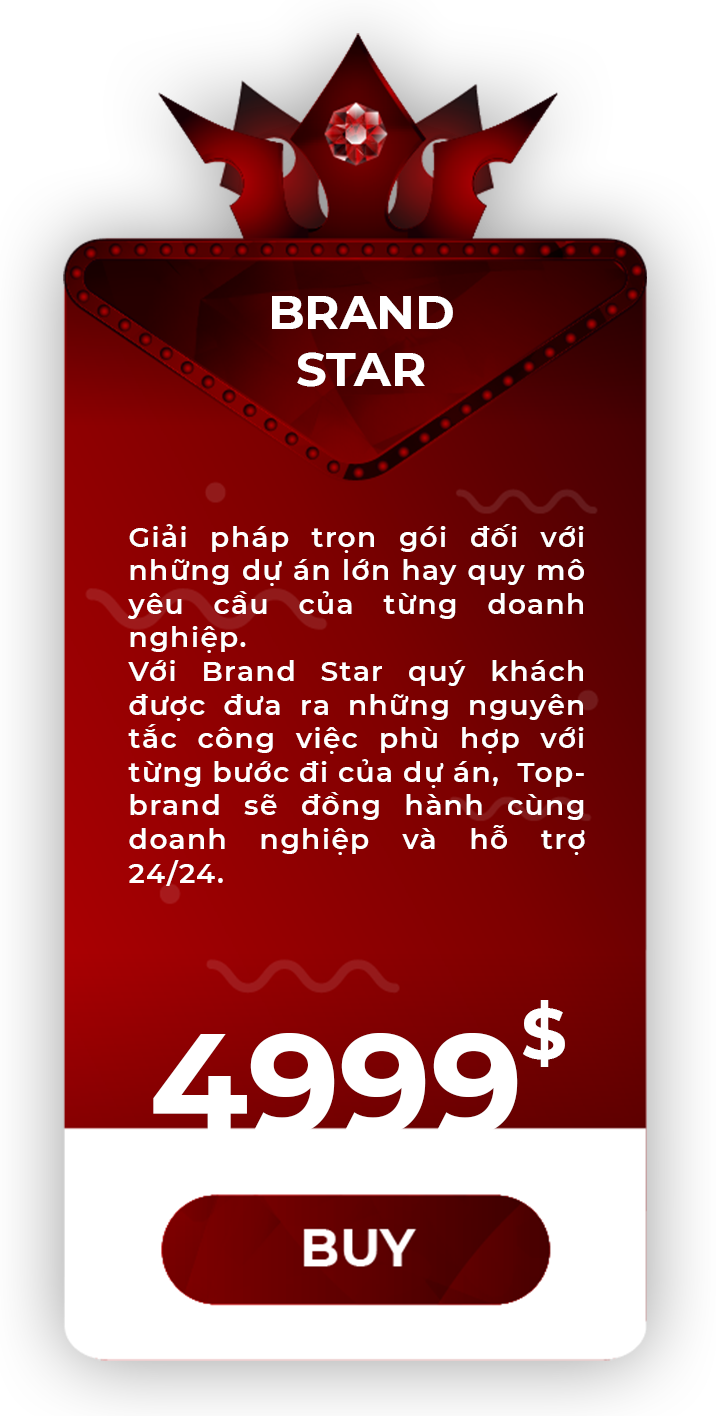 BRAND
STAR
Giải pháp trọn gói đối với
những dự án lớn hay quy mô
yêu cầu của từng doanh
nghiệp.
Với Brand Star quý khách
được đưa ra những nguyên
tắc công việc phù hợp với
từng bước đi của dự án, Top-
brand sẽ đồng hành cùng
doanh nghiệp và hỗ trợ
24/24.
4999$
BUY